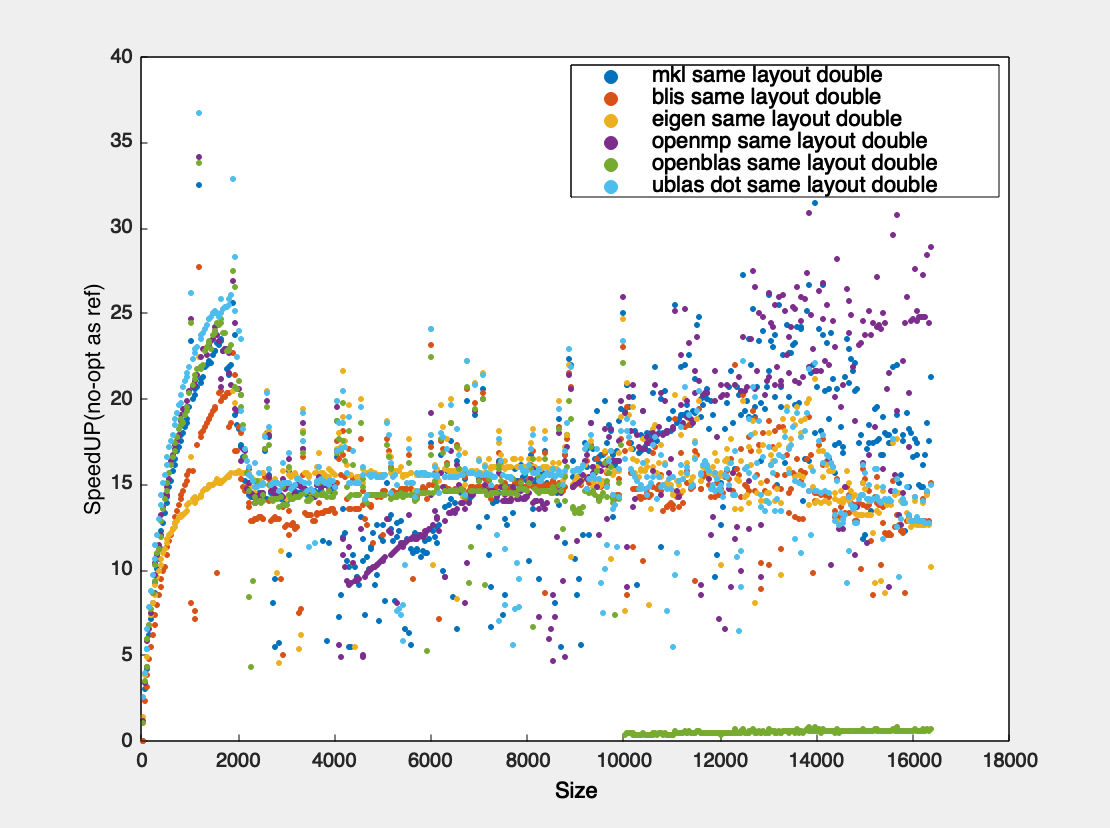 40
35
30
25
20
15
10
5
0
SpeedUP(no-opt as ref)
mkl same layout double
blis same layout double
eigen same layout double
openmp same layout double
openblas same layout double
ublas dot same layout double
0 2000 4000 6000 8000 10000 12000 14000 16000 18000
Size